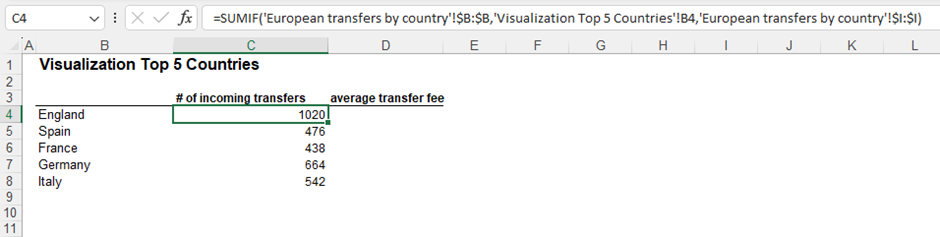 C4 fx =SUMIF('European transfers by country'!$B:$B,'Visualization Top 5 Countries'!B4,'European transfers by country'!$I:$I)
A B C D E F G H I J K L
1 Visualization Top 5 Countries
2
3 # of incoming transfers average transfer fee
4 England 1020
5 Spain 476
6 France 438
7 Germany 664
8 Italy 542
9
10
11